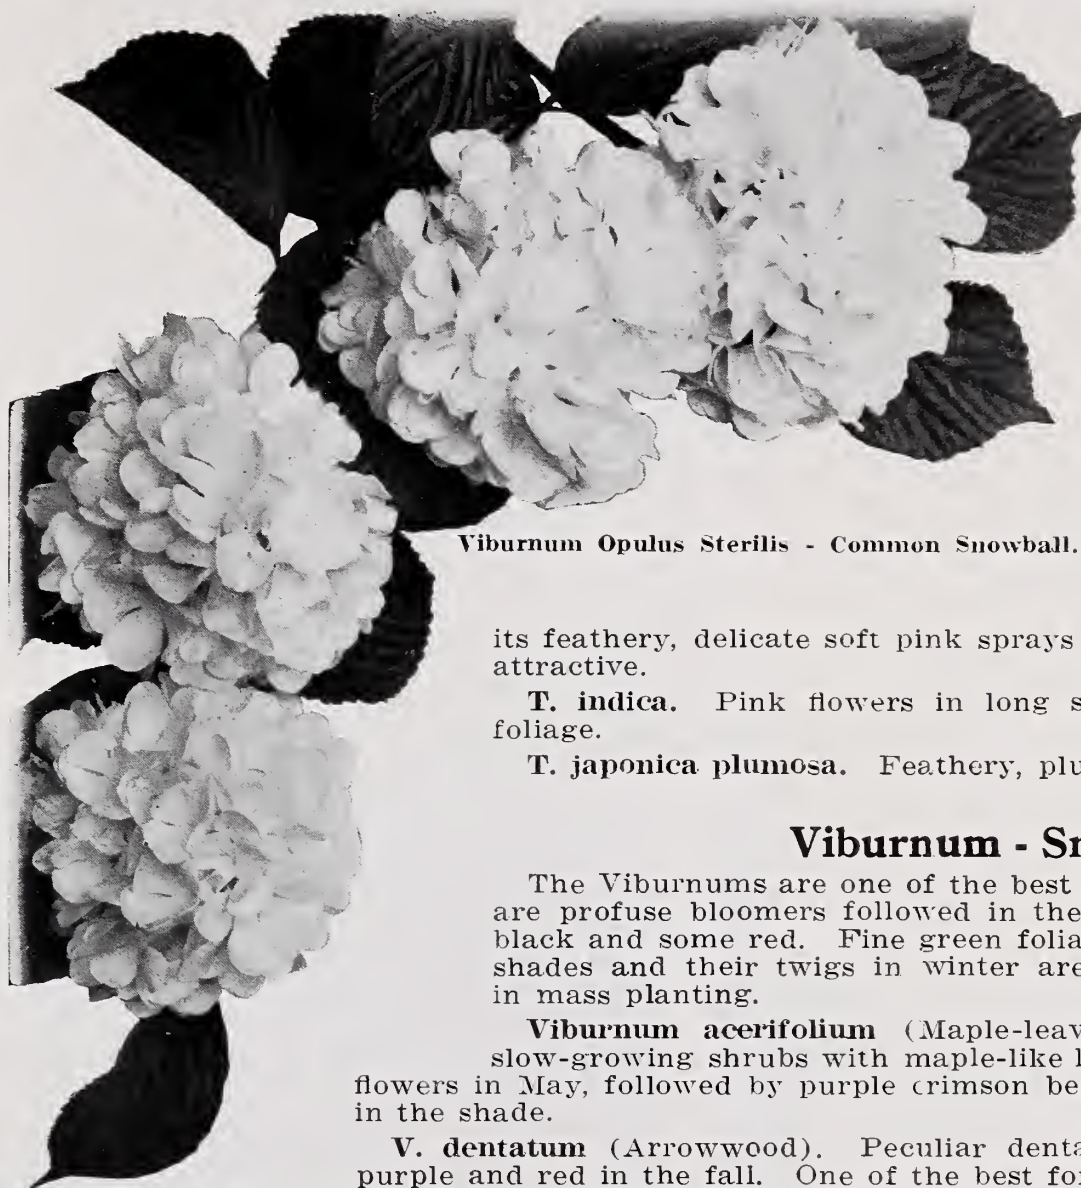 Viburnum Opulus Sterilis - Common Snowball.
its feathery, delicate soft pink sprays
attractive.
T. indica. Pink flowers in long s
foliage.
T. japonica plumosa. Feathery, plu
Viburnum - Sn
The Viburnums are one of the best
are profuse bloomers followed in the
black and some red. Fine green folia
shades and their twigs in winter are
in mass planting.
Viburnum acerifolium (Maple-leav
slow-growing shrubs with maple-like l
flowers in May, followed by purple crimson be
in the shade.
V. dentatum (Arrowwood). Peculiar denta
purple and red in the fall. One of the best fo